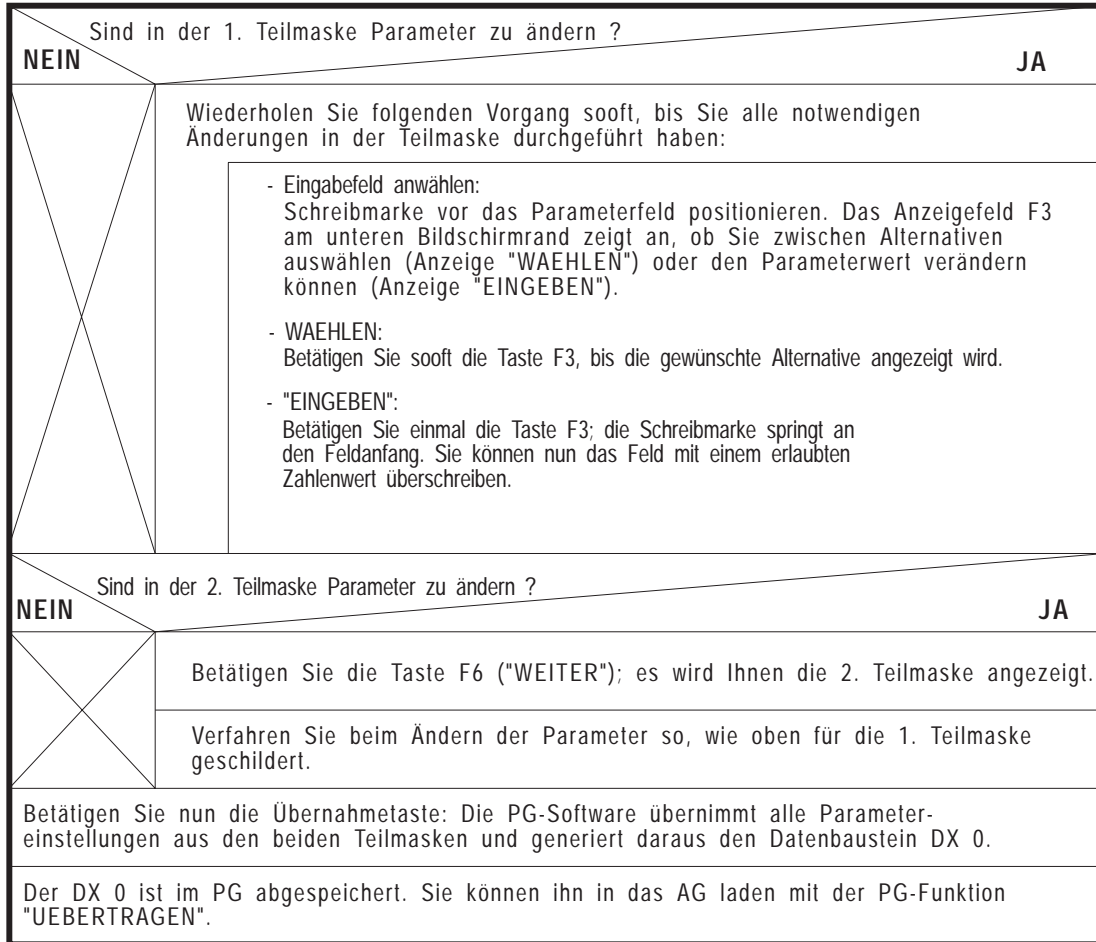 Sind in der 1. Teilmaske Parameter zu ändern ?
NEIN
JA
Wiederholen Sie folgenden Vorgang sooft, bis Sie alle notwendigen
Änderungen in der Teilmaske durchgeführt haben:
- Eingabefeld anwählen:
Schreibmarke vor das Parameterfeld positionieren. Das Anzeigefeld F3
am unteren Bildschirmrand zeigt an, ob Sie zwischen Alternativen
auswählen (Anzeige "WAEHLEN") oder den Parameterwert verändern
können (Anzeige "EINGEBEN").
- WAEHLEN:
Betätigen Sie sooft die Taste F3, bis die gewünschte Alternative angezeigt wird.
- "EINGEBEN":
Betätigen Sie einmal die Taste F3; die Schreibmarke springt an
den Feldanfang. Sie können nun das Feld mit einem erlaubten
Zahlenwert überschreiben.
Sind in der 2. Teilmaske Parameter zu ändern ?
NEIN
JA
Betätigen Sie die Taste F6 ("WEITER"); es wird Ihnen die 2. Teilmaske angezeigt.
Verfahren Sie beim Ändern der Parameter so, wie oben für die 1. Teilmaske
geschildert.
Betätigen Sie nun die Übernahmetaste: Die PG-Software übernimmt alle Parameter-
einstellungen aus den beiden Teilmasken und generiert daraus den Datenbaustein DX 0.
Der DX 0 ist im PG abgespeichert. Sie können ihn in das AG laden mit der PG-Funktion
"UEBERTRAGEN".